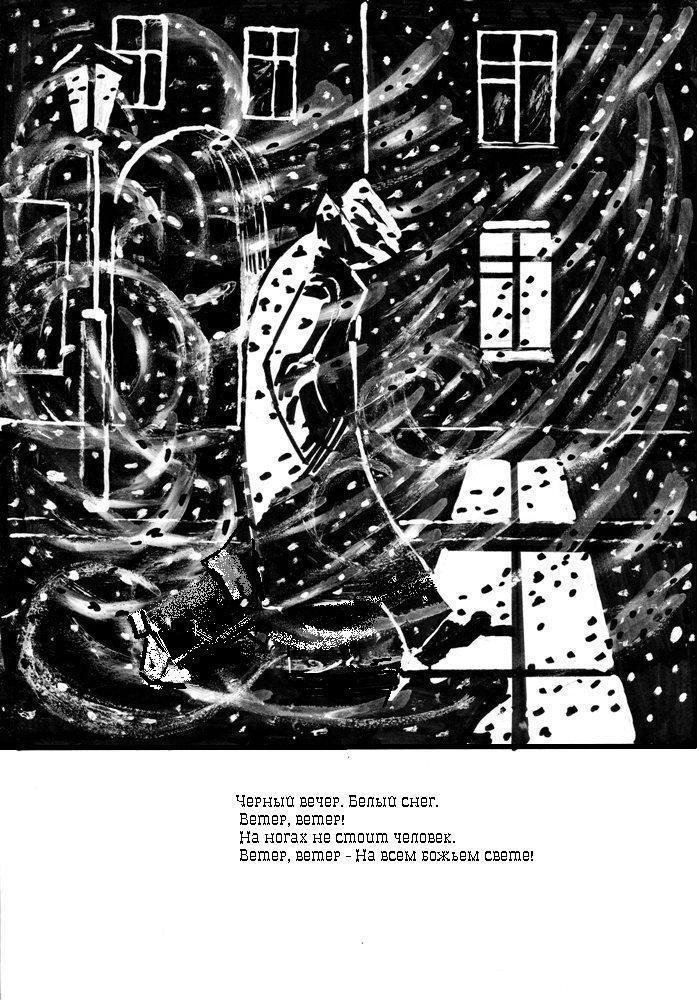 Черный вечер. Белый снег.
Ветер, ветер!
На ногах не стоит человек.
Ветер, ветер - На всем божьем свете!